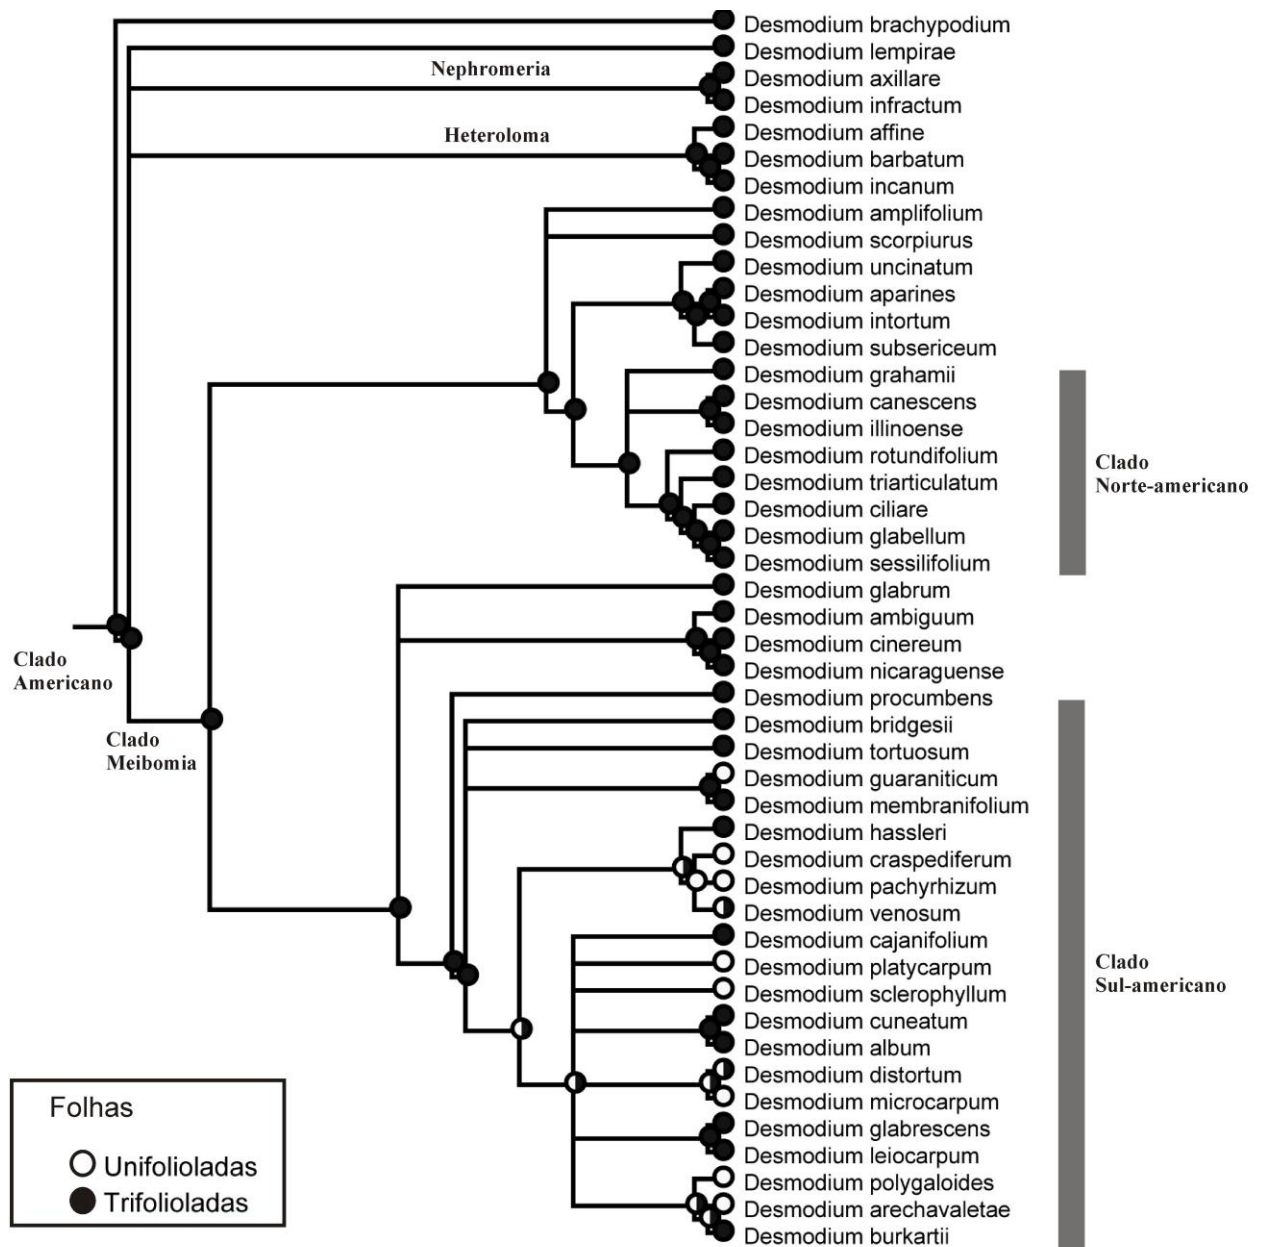 Desmodium brachypodium
Desmodium lempirae
Nephromeria
Desmodium axillare
Desmodium infractum
Heteroloma
Desmodium affine
Desmodium barbatum
Desmodium incanum
Desmodium amplifolium
Desmodium scorpiurus
Desmodium uncinatum
Desmodium aparines
Desmodium intortum
Desmodium subsericeum
Desmodium grahamii
Desmodium canescens
Desmodium illinoense
Desmodium rotundifolium
Desmodium triarticulatum
Desmodium ciliare
Desmodium glabellum
Desmodium sessilifolium
Clado
Norte-americano
Desmodium glabrum
Desmodium ambiguum
Desmodium cinereum
Desmodium nicaraguense
Clado
Americano
Desmodium procumbens
Desmodium bridgesii
Desmodium tortuosum
Clado
Meibomia
Desmodium guaraniticum
Desmodium membranifolium
Desmodium hassleri
Desmodium craspediferum
Desmodium pachyrhizum
Desmodium venosum
Desmodium cajanifolium
Desmodium platycarpum
Desmodium sclerophyllum
Clado
Sul-americano
Desmodium cuneatum
Desmodium album
Desmodium distortum
Desmodium microcarpum
Desmodium glabrescens
Desmodium leiocarpum
Desmodium polygaloides
Desmodium arechavaletae
Desmodium burkartii
Folhas
Unifolioladas
Trifolioladas